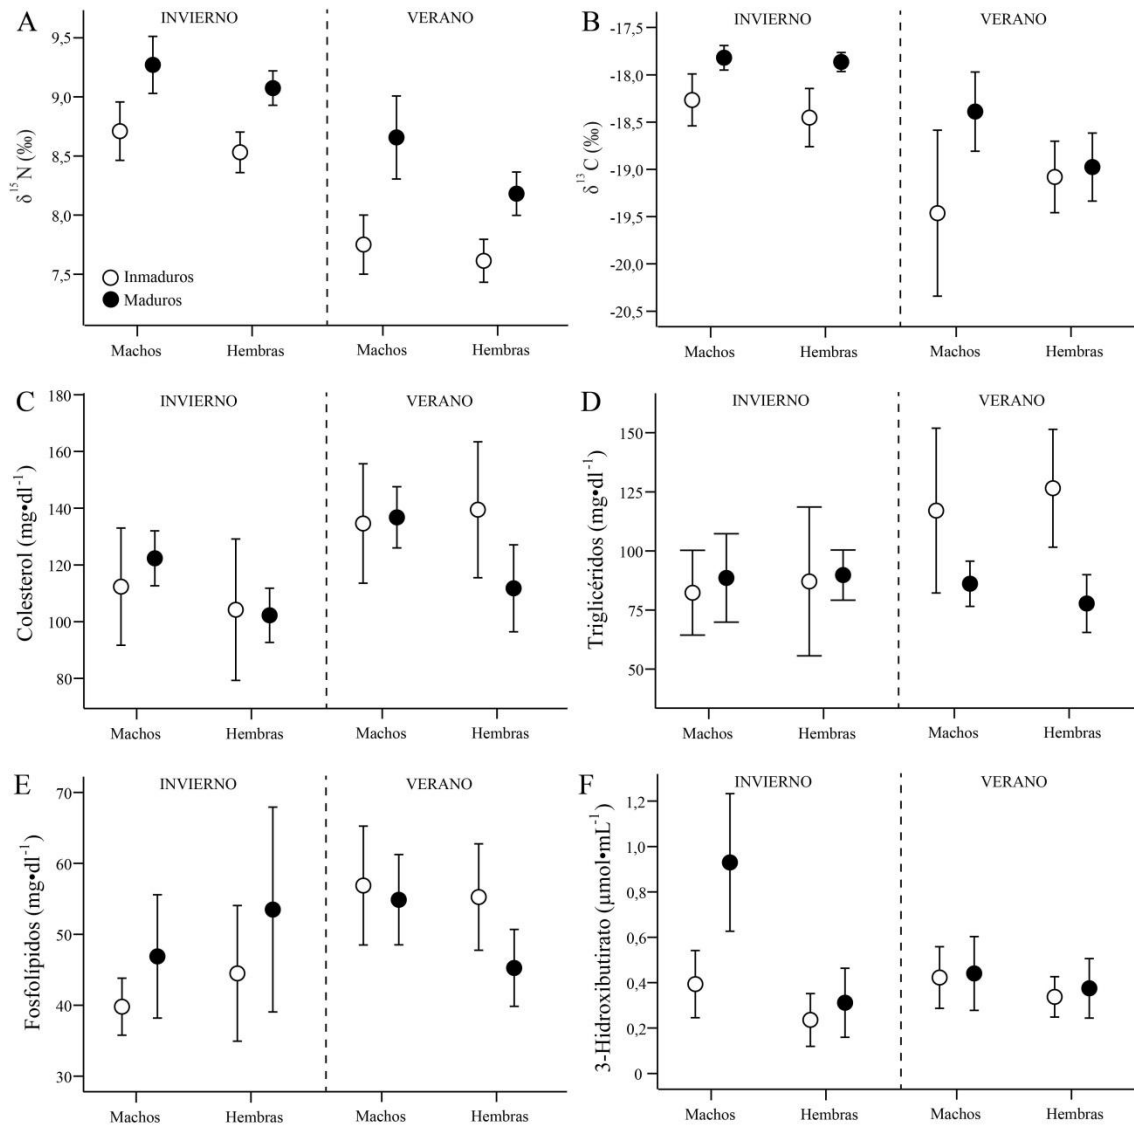 A
INVIERNO
VERANO
δ¹⁵N (‰)
9,5
9,0
8,5
8,0
7,5
Inmaduros
Maduros
Machos
Hembras
Machos
Hembras
B
INVIERNO
VERANO
δ¹³C (‰)
-17,5
-18,0
-18,5
-19,0
-19,5
-20,0
-20,5
Machos
Hembras
Machos
Hembras
C
INVIERNO
VERANO
Colesterol (mg•dl⁻¹)
180
160
140
120
100
80
Machos
Hembras
Machos
Hembras
D
INVIERNO
VERANO
Triglicéridos (mg•dl⁻¹)
150
125
100
75
50
Machos
Hembras
Machos
Hembras
E
INVIERNO
VERANO
Fosfolípidos (mg•dl⁻¹)
70
60
50
40
30
Machos
Hembras
Machos
Hembras
F
INVIERNO
VERANO
3-Hidroxibutirato (µmol•mL⁻¹)
1,2
1,0
0,8
0,6
0,4
0,2
0
Machos
Hembras
Machos
Hembras